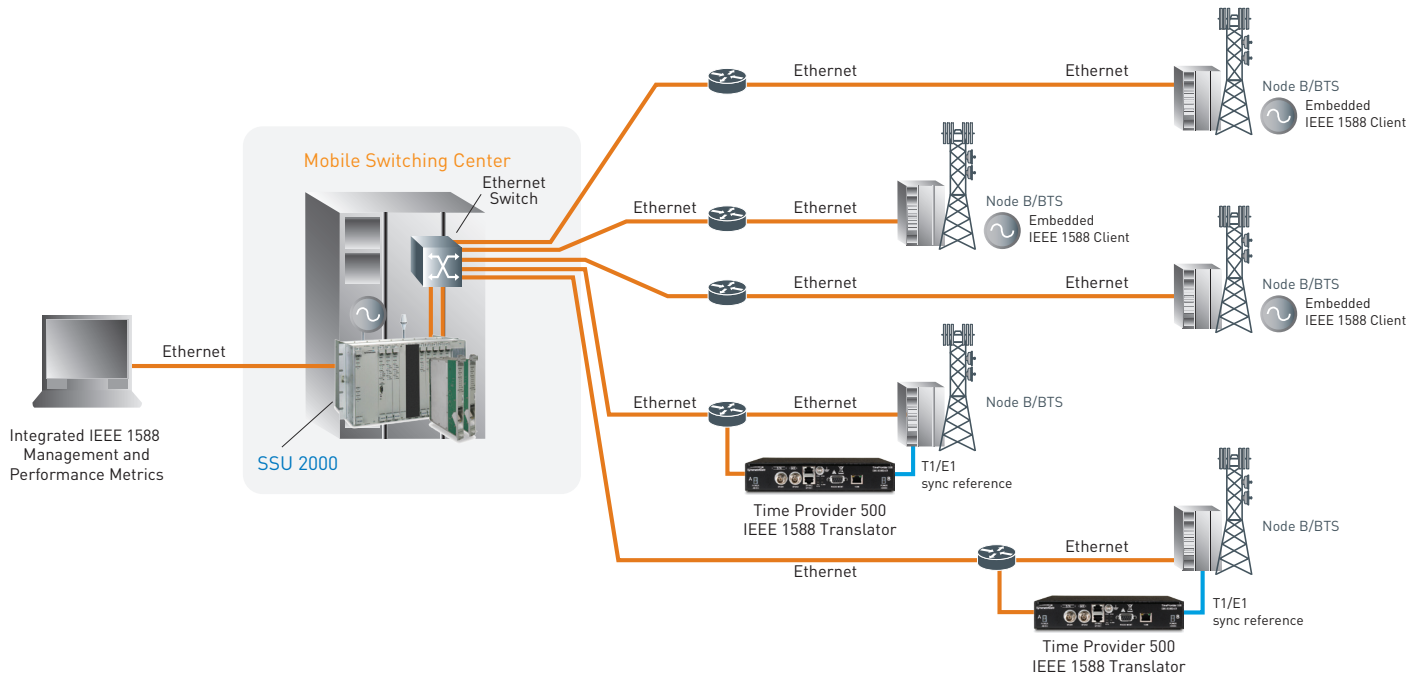 Ethernet
Ethernet
Node B/BTS
Embedded
IEEE 1588 Client
Mobile Switching Center
Ethernet
Switch
Ethernet
Ethernet
Node B/BTS
Embedded
IEEE 1588 Client
Ethernet
Ethernet
Node B/BTS
Embedded
IEEE 1588 Client
Ethernet
Integrated IEEE 1588
Management and
Performance Metrics
SSU 2000
Ethernet
Ethernet
Node B/BTS
T1/E1
sync reference
Time Provider 500
IEEE 1588 Translator
Ethernet
Ethernet
Node B/BTS
T1/E1
sync reference
Time Provider 500
IEEE 1588 Translator